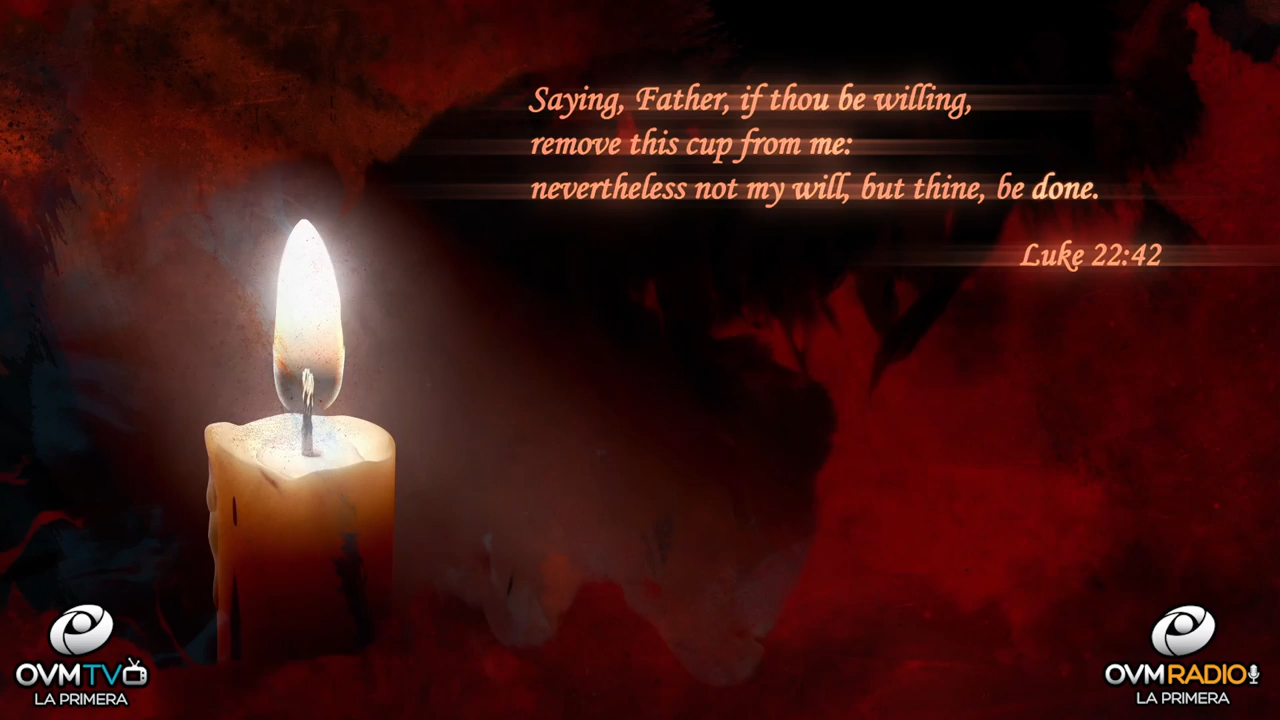 Saying, Father, if thou be willing,
remove this cup from me:
nevertheless not my will, but thine, be done.
Luke 22:42
OVMTV
LA PRIMERA
OVMRADIO
LA PRIMERA